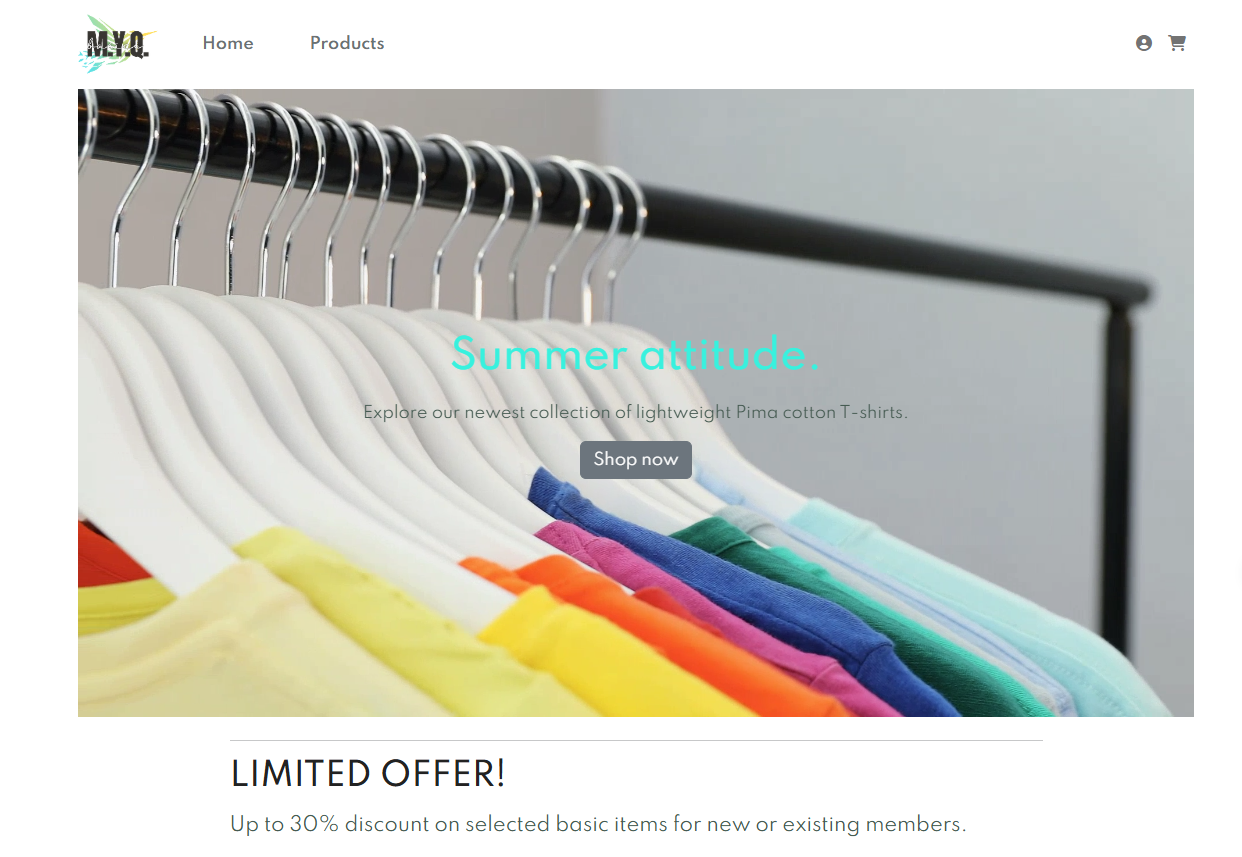 M.Y.Q.
Home
Products
Summer attitude.
Explore our newest collection of lightweight Pima cotton T-shirts.
Shop now
LIMITED OFFER!
Up to 30% discount on selected basic items for new or existing members.